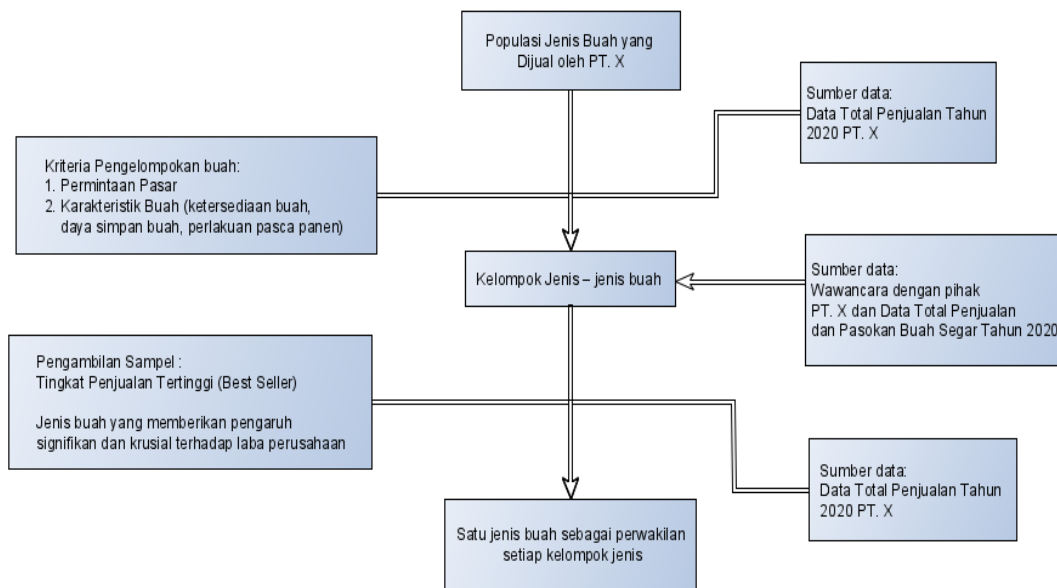 Populasi Jenis Buah yang
Dijual oleh PT. X
Sumber data:
Data Total Penjualan Tahun
2020 PT. X
Kriteria Pengelompokan buah:
1. Permintaan Pasar
2. Karakteristik Buah (ketersediaan buah,
daya simpan buah, perlakuan pasca panen)
Kelompok Jenis – jenis buah
Sumber data:
Wawancara dengan pihak
PT. X dan Data Total Penjualan
dan Pasokan Buah Segar Tahun 2020
Pengambilan Sampel :
Tingkat Penjualan Tertinggi (Best Seller)
Jenis buah yang memberikan pengaruh
signifikan dan krusial terhadap laba perusahaan
Sumber data:
Data Total Penjualan Tahun
2020 PT. X
Satu jenis buah sebagai perwakilan
setiap kelompok jenis